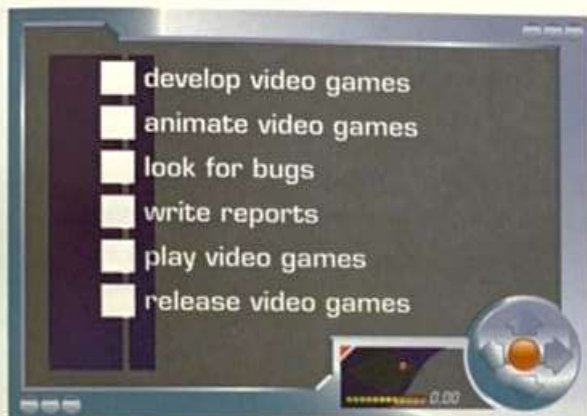 develop video games
animate video games
look for bugs
write reports
play video games
release video games
0.00